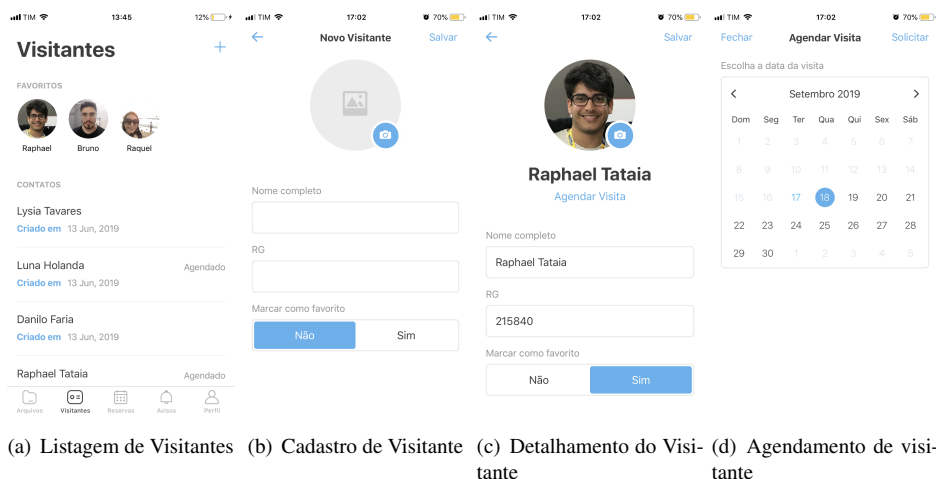 TIM 13:45 12%
Visitantes +
FAVORITOS
Raphael Bruno Raquel
CONTATOS
Lysia Tavares
Criado em 13 Jun, 2019
Luna Holanda Agendado
Criado em 13 Jun, 2019
Danilo Faria
Criado em 13 Jun, 2019
Raphael Tataia Agendado
Arquivos Visitantes Reservas Avisos Perfil
(a) Listagem de Visitantes
TIM 17:02 70%
Novo Visitante Salvar
Nome completo
RG
Marcar como favorito
Não Sim
(b) Cadastro de Visitante
TIM 17:02 70%
Salvar
Raphael Tataia
Agendar Visita
Nome completo
Raphael Tataia
RG
215840
Marcar como favorito
Não Sim
(c) Detalhamento do Visi-
tante
TIM 17:02 70%
Fechar Agendar Visita Solicitar
Escolha a data da visita
Setembro 2019
Dom Seg Ter Qua Qui Sex Sáb
1 2 3 4 5 6 7
8 9 10 11 12 13 14
15 16 17 18 19 20 21
22 23 24 25 26 27 28
29 30 1 2 3 4 5
(d) Agendamento de visi-
tante